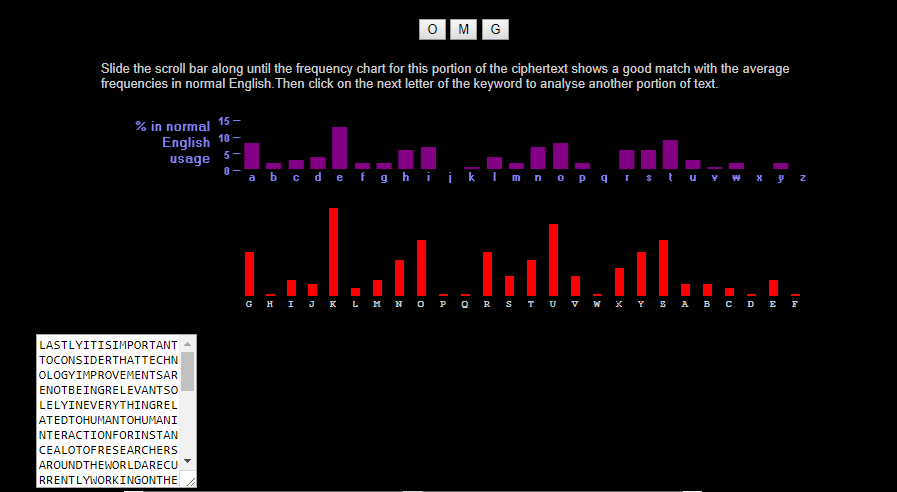 O M G
Slide the scroll bar along until the frequency chart for this portion of the ciphertext shows a good match with the average
frequencies in normal English.Then click on the next letter of the keyword to analyse another portion of text.
% in normal
English
usage
15
10
5
0
a b c d e f g h i j k l m n o p q r s t u v w x y z
G H I J K L M N O P Q R S T U V W X Y Z A B C D E F
LASTLYITISIMPORTANT
TOCONSIDERTHATTECHN
OLOGYIMPROVEMENTSAR
ENOTBEINGRELEVANTSO
LELYINEVERYTHINGREL
ATEDTOHUMANTOHUMANI
NTERACTIONFORINSTAN
CEALOTOFRESEARCHERS
AROUNDTHEWORLDARECU
RRENTLYWORKINGONTHE